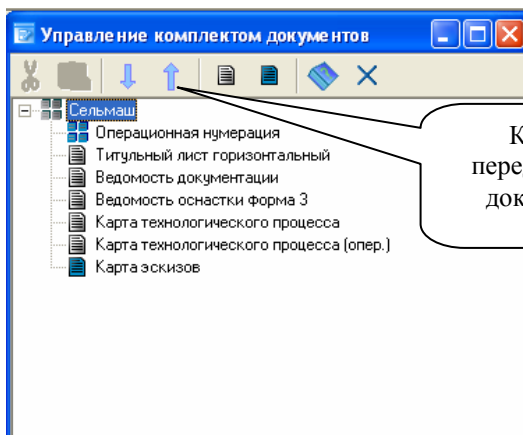 Управление комплектом документов
Сельмаш
Операционная нумерация
Титульный лист горизонтальный
Ведомость документации
Ведомость оснастки форма 3
Карта технологического процесса
Карта технологического процесса (опер.)
Карта эскизов